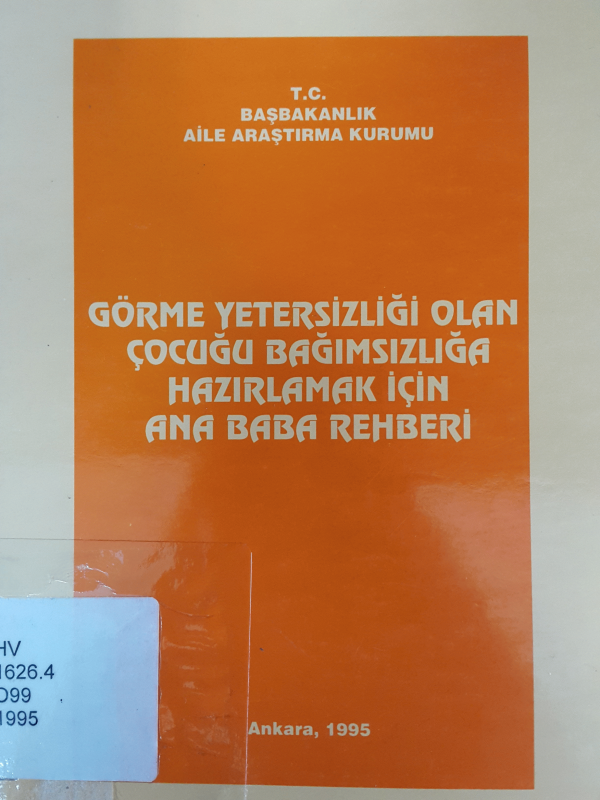 T.C.
BAŞBAKANLIK
AİLE ARAŞTIRMA KURUMU
GÖRME YETERSİZLİĞİ OLAN
ÇOCUĞU BAĞIMSIZLIĞA
HAZIRLAMAK İÇİN
ANA BABA REHBERİ
HV
1626.4
O99
1995
Ankara, 1995